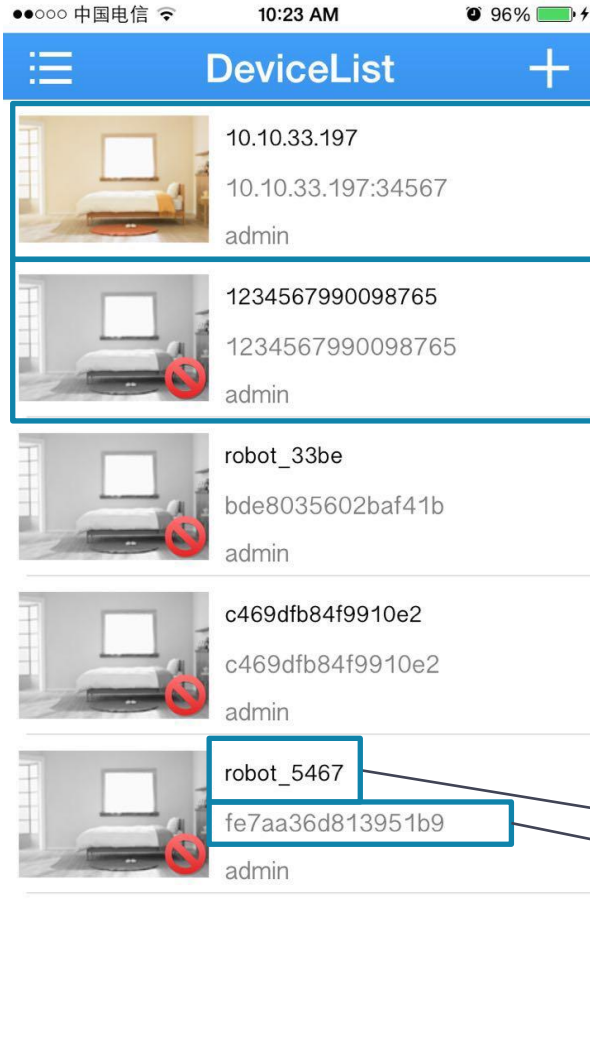 中国电信 10:23 AM 96%
DeviceList
10.10.33.197
10.10.33.197:34567
admin
1234567990098765
1234567990098765
admin
robot_33be
bde8035602baf41b
admin
c469dfb84f9910e2
c469dfb84f9910e2
admin
robot_5467
fe7aa36d813951b9
admin